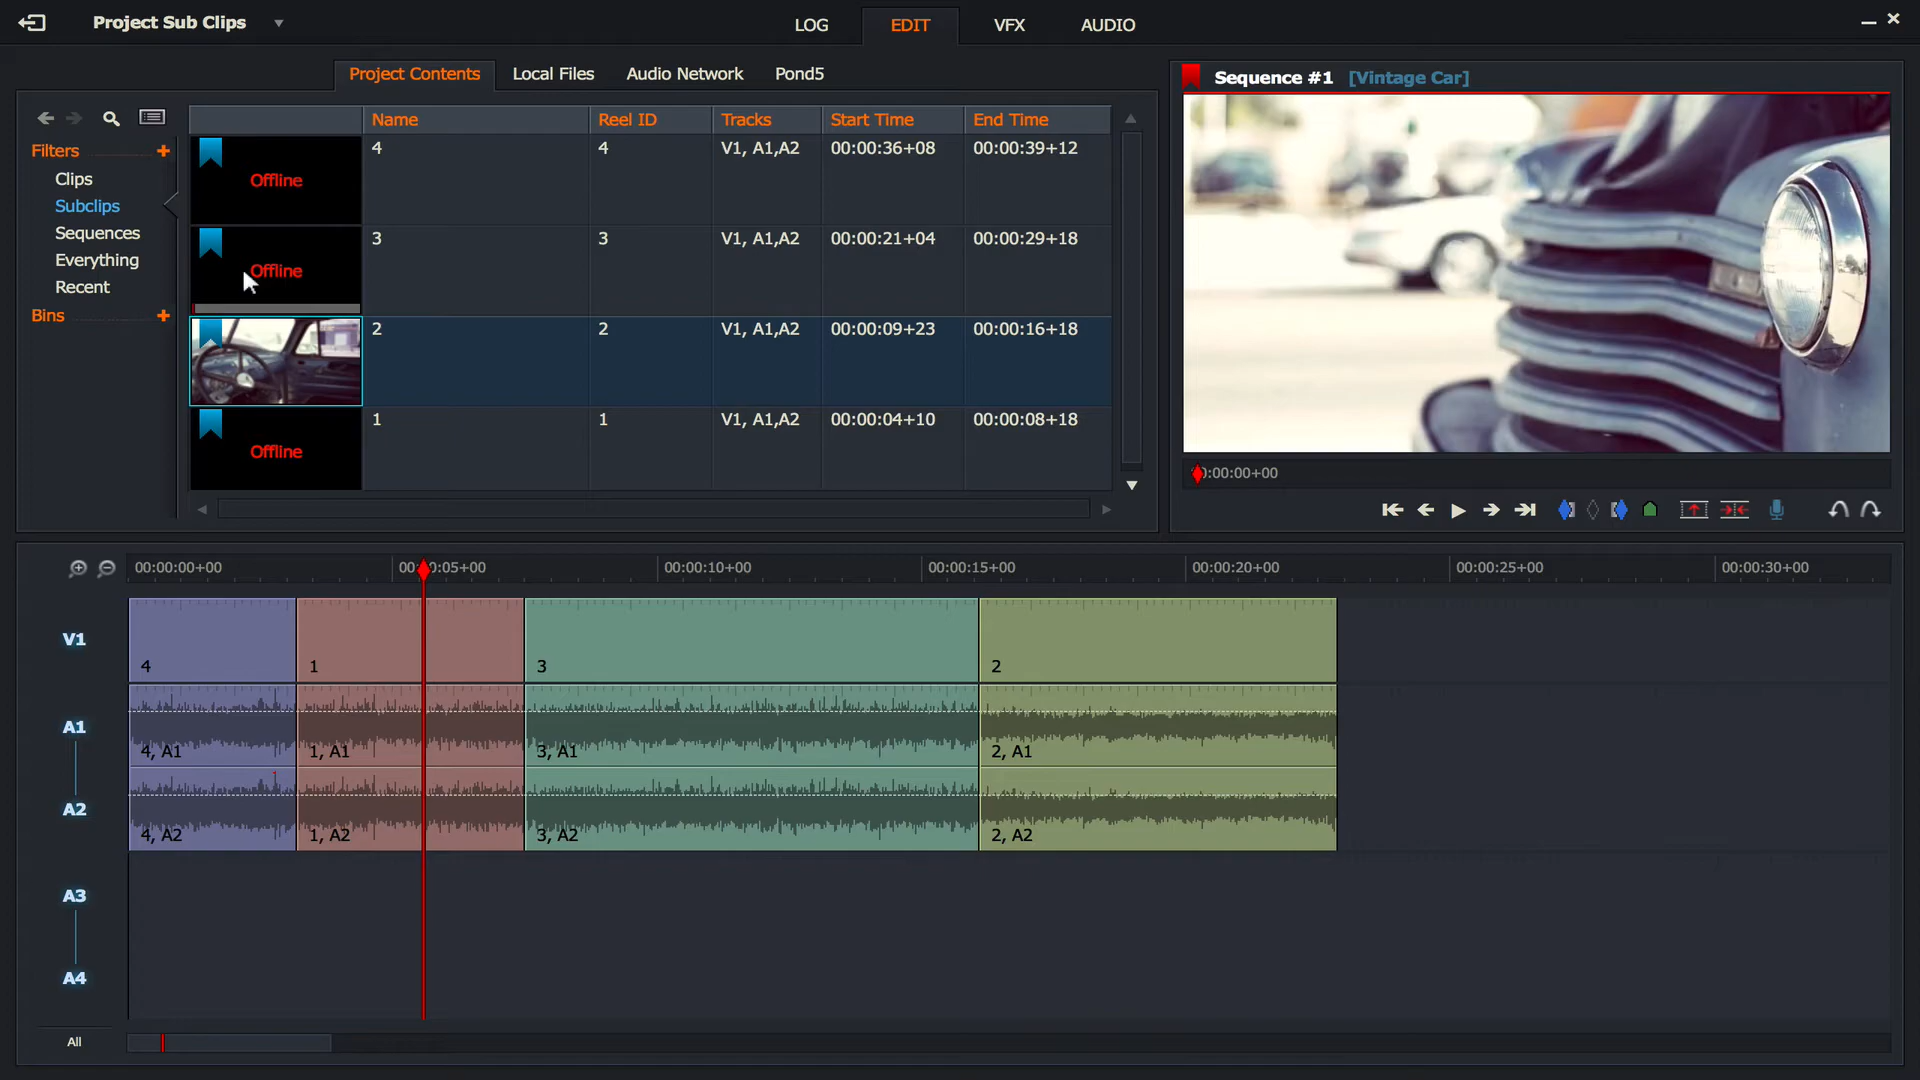 Project Sub Clips
LOG EDIT VFX AUDIO
Project Contents Local Files Audio Network Pond5
Sequence #1 [Vintage Car]
Name Reel ID Tracks Start Time End Time
Filters +
Clips
Subclips
Sequences
Everything
Recent
Bins +
Offline 4 4 V1, A1,A2 00:00:36+08 00:00:39+12
Offline 3 3 V1, A1,A2 00:00:21+04 00:00:29+18
2 2 V1, A1,A2 00:00:09+23 00:00:16+18
Offline 1 1 V1, A1,A2 00:00:04+10 00:00:08+18
:00:00+00
00:00:00+00 00:00:05+00 00:00:10+00 00:00:15+00 00:00:20+00 00:00:25+00 00:00:30+00
V1 4 1 3 2
A1 4, A1 1, A1 3, A1 2, A1
A2 4, A2 1, A2 3, A2 2, A2
A3
A4
All